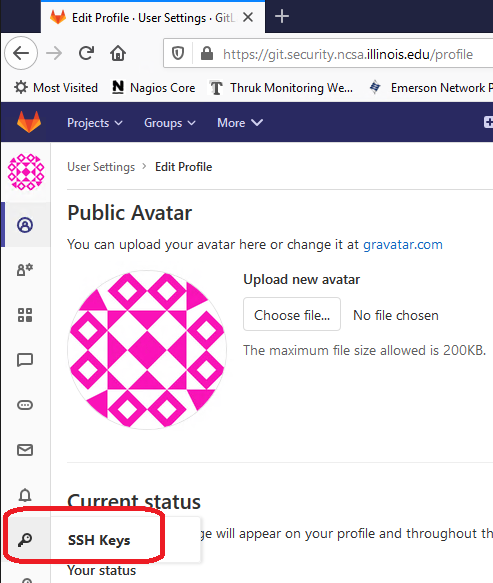 Edit Profile · User Settings · GitL
https://git.security.ncsa.illinois.edu/profile
Most Visited Nagios Core Thruk Monitoring We... Emerson Network P
Projects Groups More
User Settings > Edit Profile
Public Avatar
You can upload your avatar here or change it at gravatar.com
Upload new avatar
Choose file... No file chosen
The maximum file size allowed is 200KB.
Current status
SSH Keys
ge will appear on your profile and throughout th
Your status